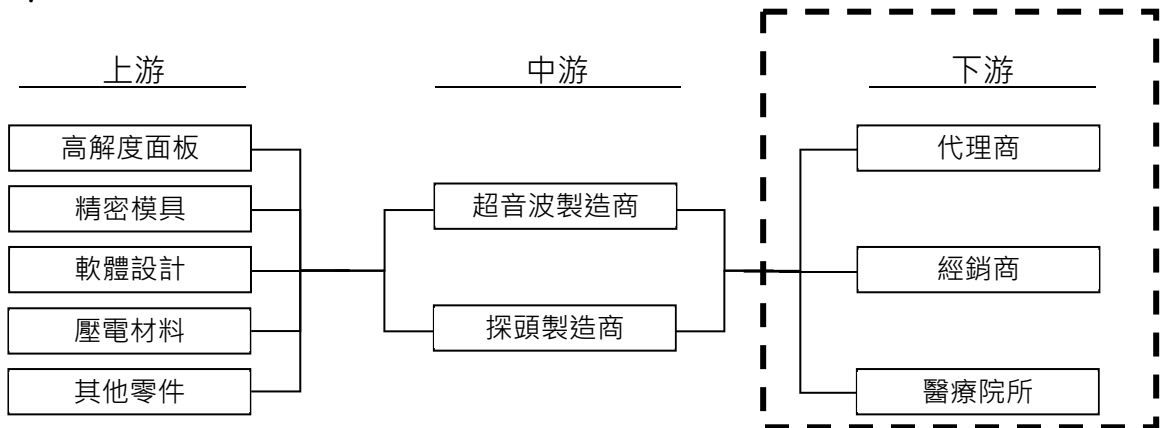 上游
中游
下游
高解度面板
精密模具
軟體設計
壓電材料
其他零件
超音波製造商
探頭製造商
代理商
經銷商
醫療院所